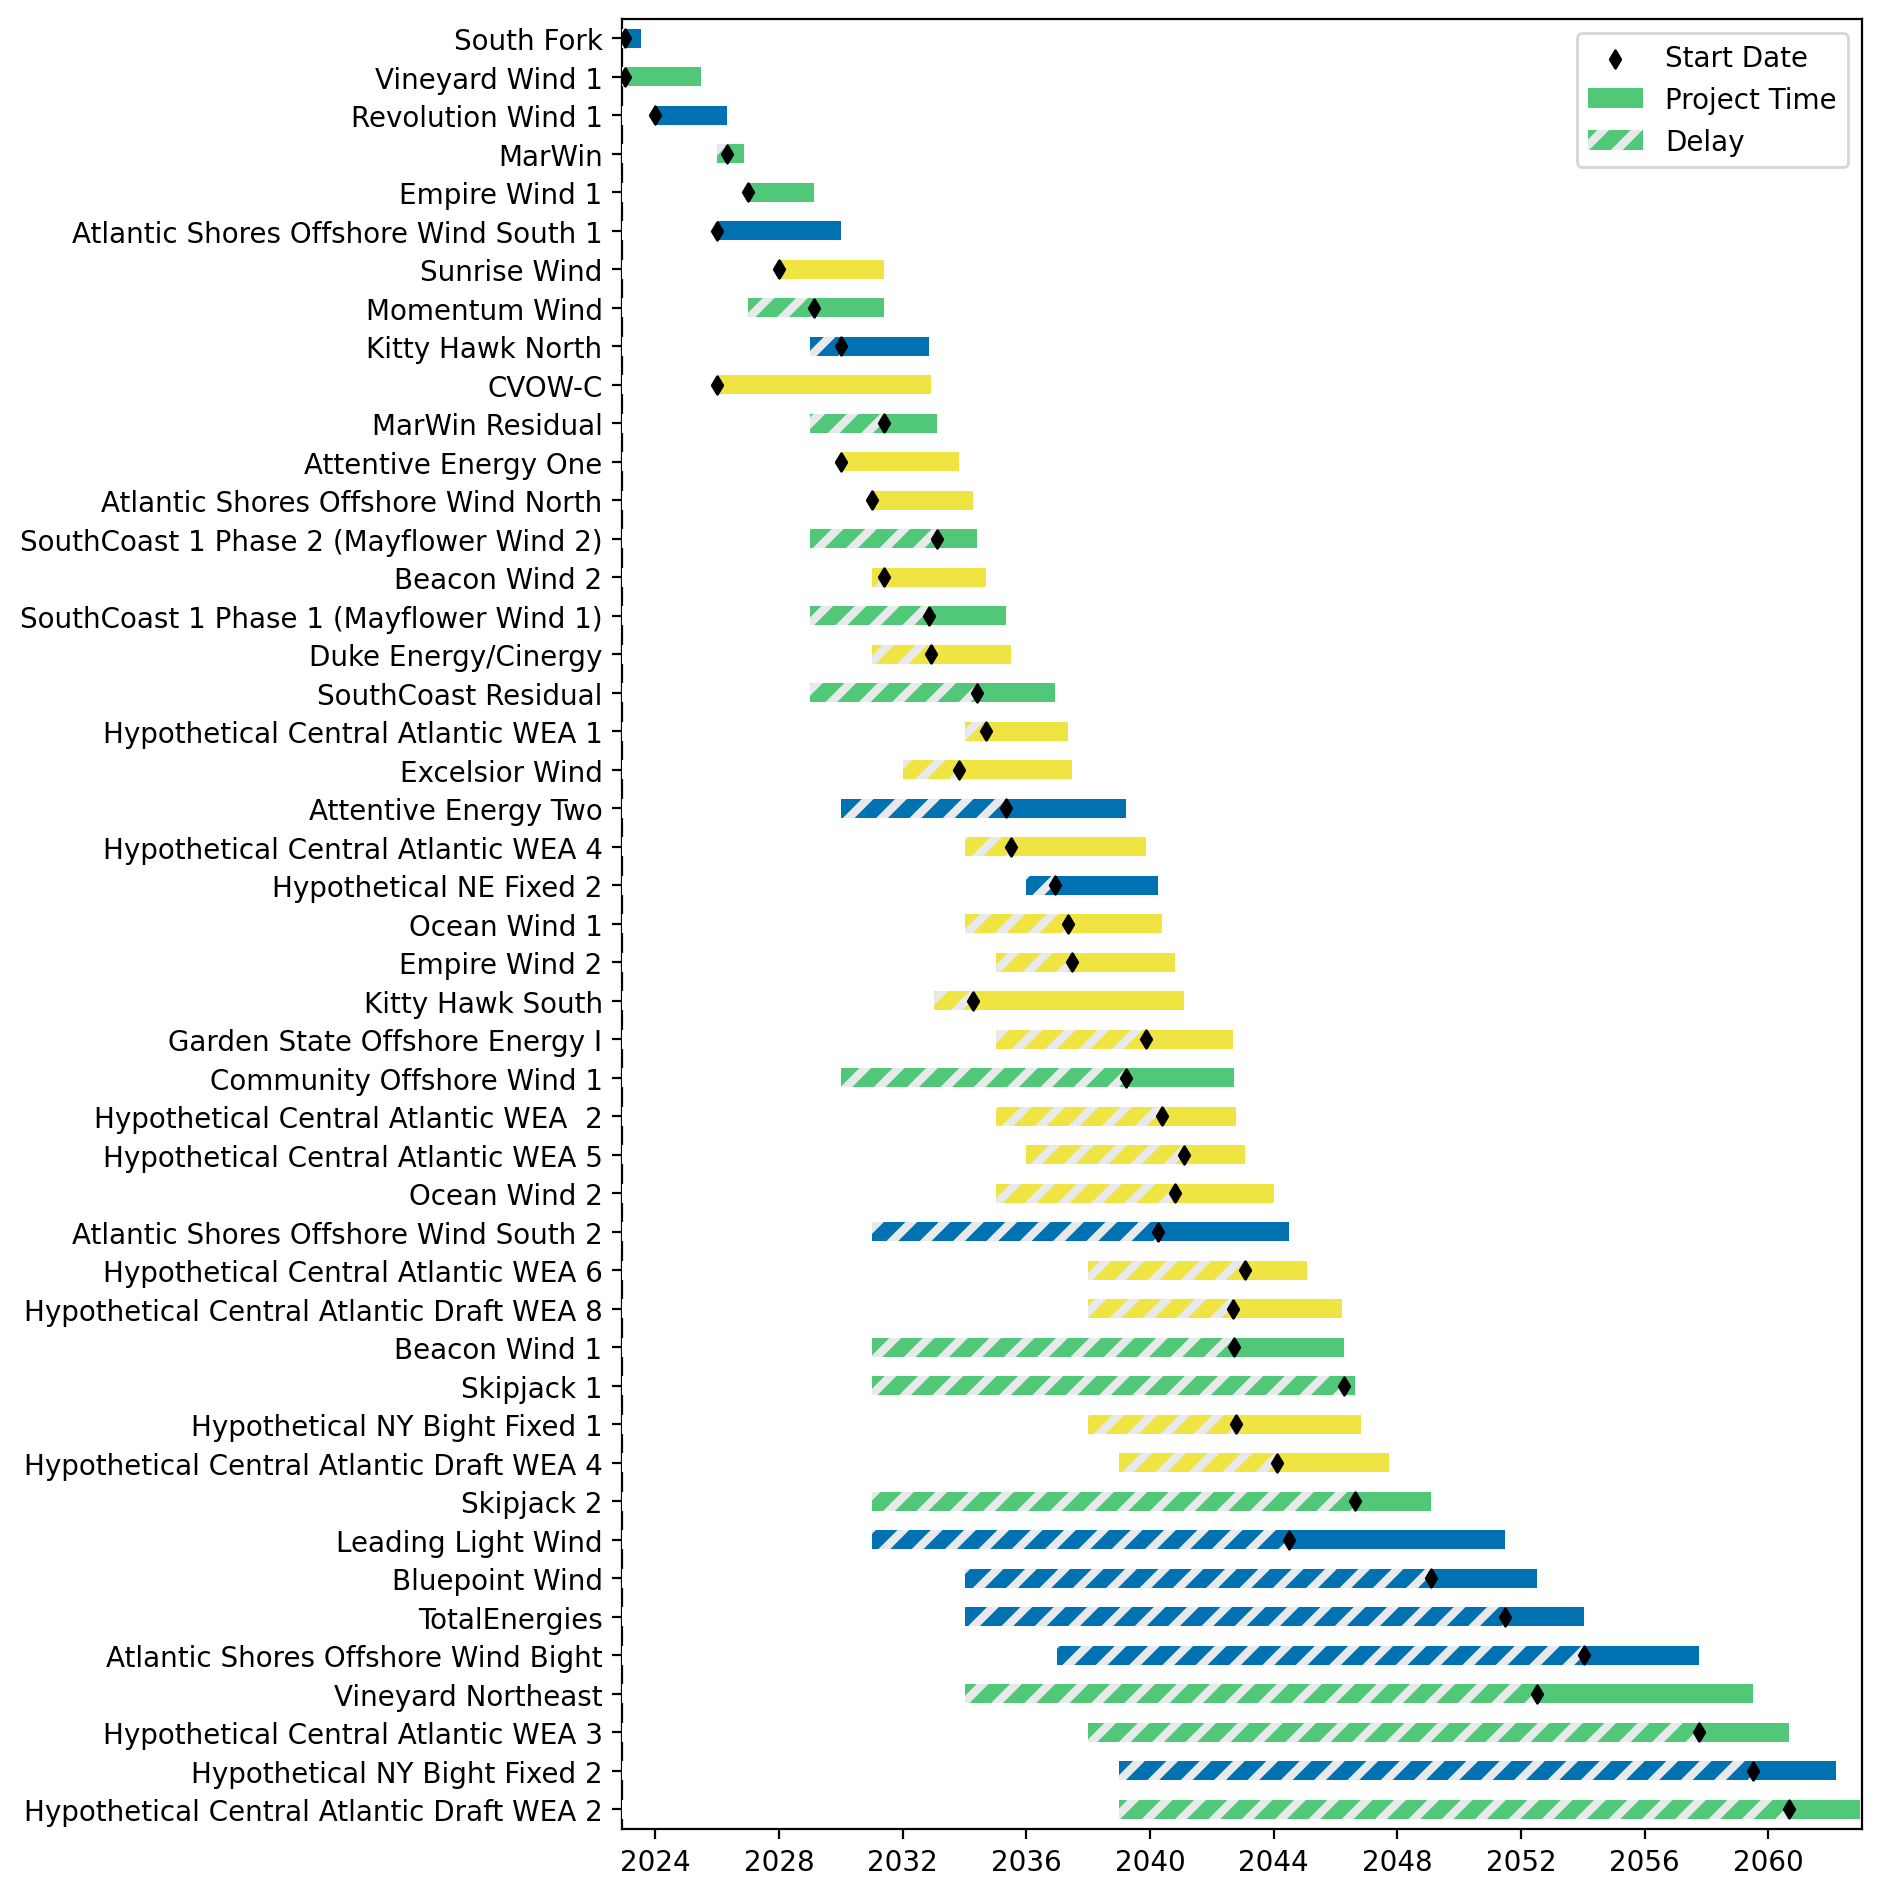 South Fork
Vineyard Wind 1
Revolution Wind 1
MarWin
Empire Wind 1
Atlantic Shores Offshore Wind South 1
Sunrise Wind
Momentum Wind
Kitty Hawk North
CVOW-C
MarWin Residual
Attentive Energy One
Atlantic Shores Offshore Wind North
SouthCoast 1 Phase 2 (Mayflower Wind 2)
Beacon Wind 2
SouthCoast 1 Phase 1 (Mayflower Wind 1)
Duke Energy/Cinergy
SouthCoast Residual
Hypothetical Central Atlantic WEA 1
Excelsior Wind
Attentive Energy Two
Hypothetical Central Atlantic WEA 4
Hypothetical NE Fixed 2
Ocean Wind 1
Empire Wind 2
Kitty Hawk South
Garden State Offshore Energy I
Community Offshore Wind 1
Hypothetical Central Atlantic WEA  2
Hypothetical Central Atlantic WEA 5
Ocean Wind 2
Atlantic Shores Offshore Wind South 2
Hypothetical Central Atlantic WEA 6
Hypothetical Central Atlantic Draft WEA 8
Beacon Wind 1
Skipjack 1
Hypothetical NY Bight Fixed 1
Hypothetical Central Atlantic Draft WEA 4
Skipjack 2
Leading Light Wind
Bluepoint Wind
TotalEnergies
Atlantic Shores Offshore Wind Bight
Vineyard Northeast
Hypothetical Central Atlantic WEA 3
Hypothetical NY Bight Fixed 2
Hypothetical Central Atlantic Draft WEA 2
Start Date
Project Time
Delay
2024 2028 2032 2036 2040 2044 2048 2052 2056 2060